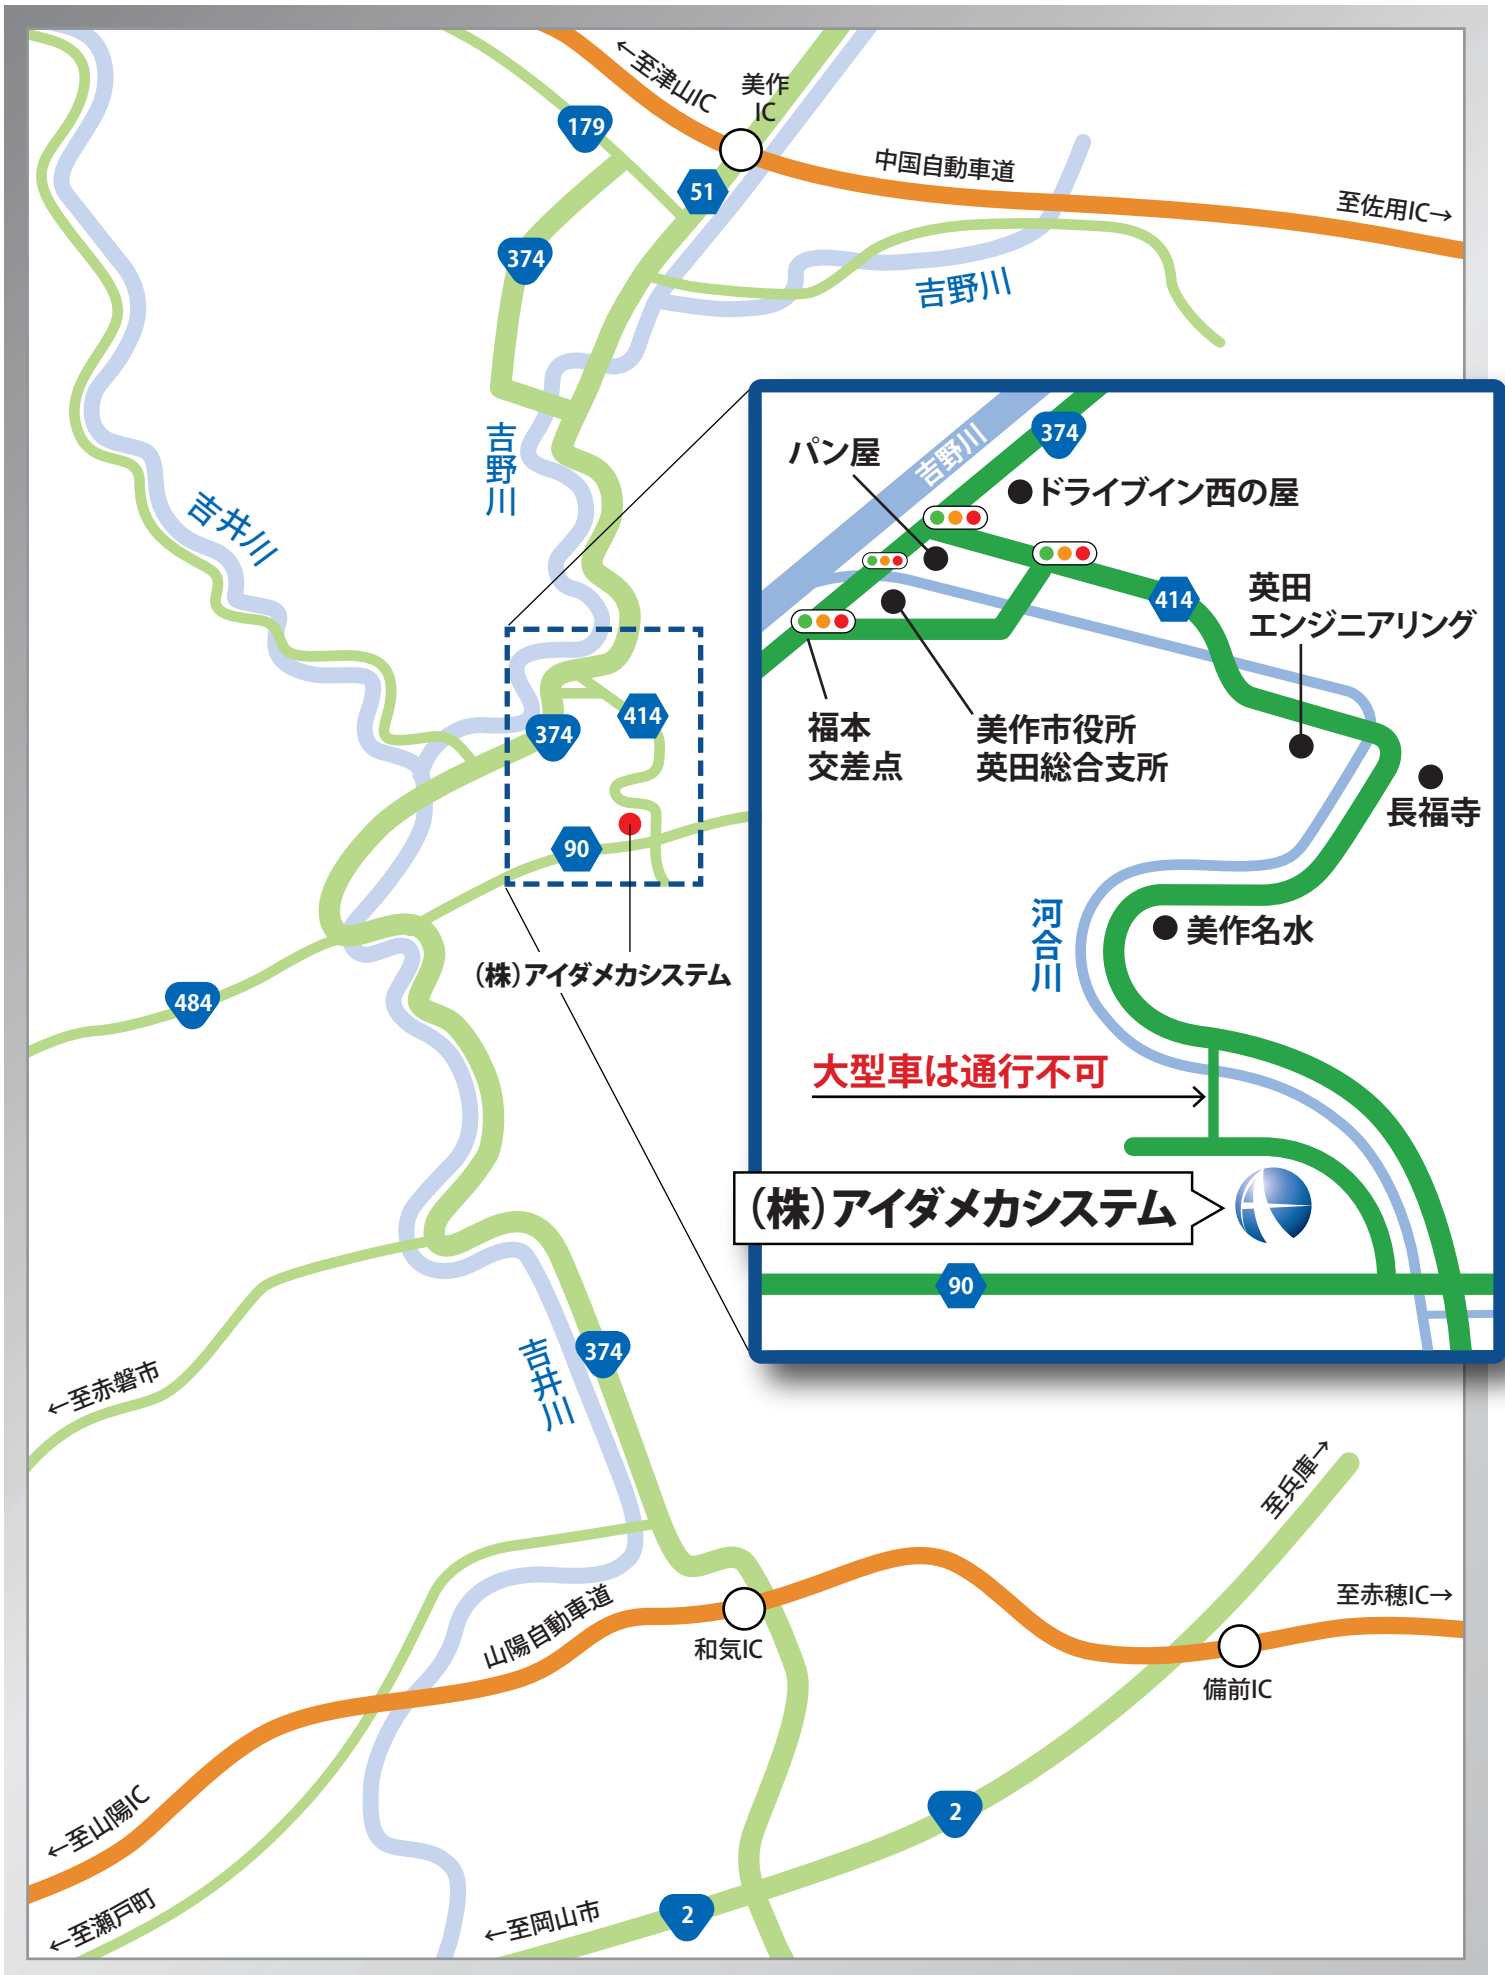 ←至津山IC
美作
IC
179
51
中国自動車道
至佐用IC→
374
吉野川
吉野川
吉井川
374
414
90
(株)アイダメカシステム
484
パン屋
吉野川
374
ドライブイン西の屋
414
英田
エンジニアリング
福本
交差点
美作市役所
英田総合支所
長福寺
河合川
美作名水
大型車は通行不可
(株)アイダメカシステム
90
374
吉井川
←至赤磐市
至兵庫→
山陽自動車道
和気IC
至赤穂IC→
備前IC
←至山陽IC
2
←至瀬戸町
←至岡山市
2